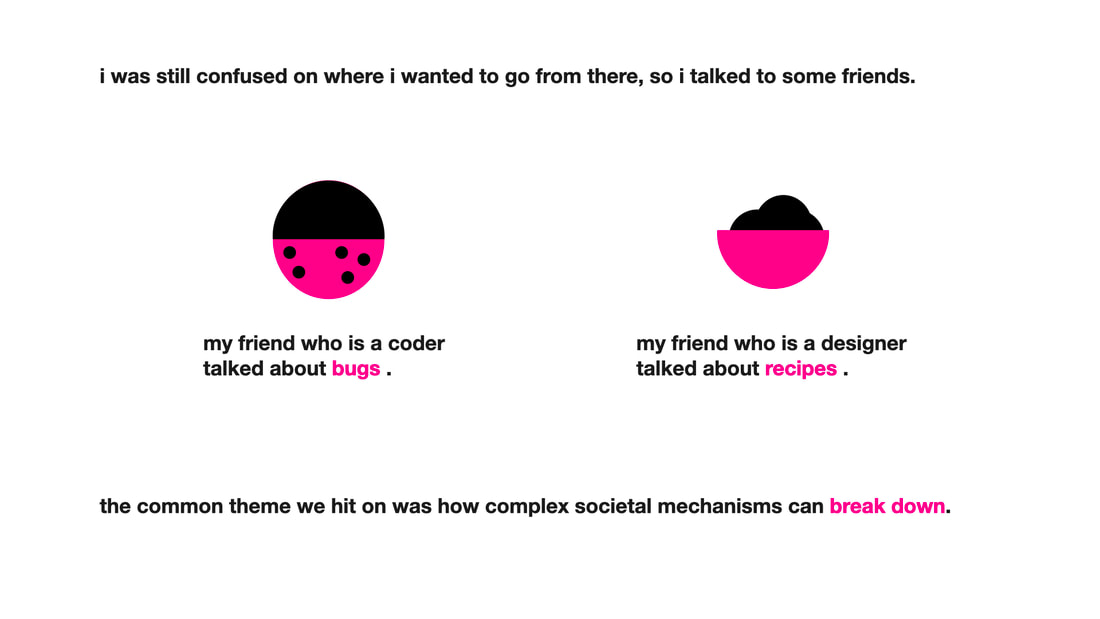 i was still confused on where i wanted to go from there, so i talked to some friends.
my friend who is a coder
talked about bugs .
my friend who is a designer
talked about recipes .
the common theme we hit on was how complex societal mechanisms can break down.